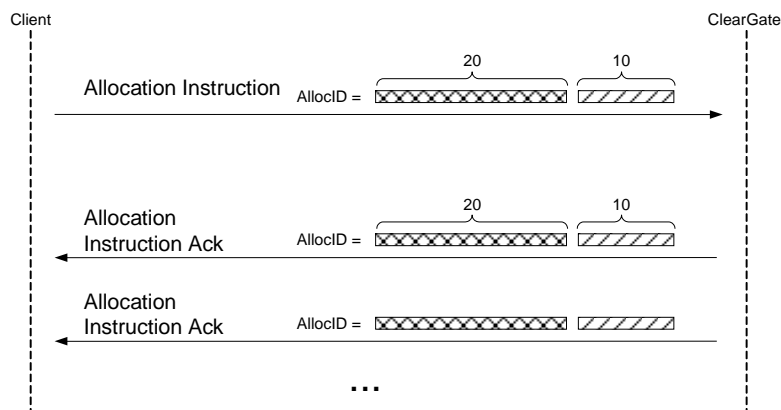 Client
ClearGate
20
10
Allocation Instruction
AllocID =
20
10
Allocation
Instruction Ack
AllocID =
Allocation
Instruction Ack
AllocID =
...